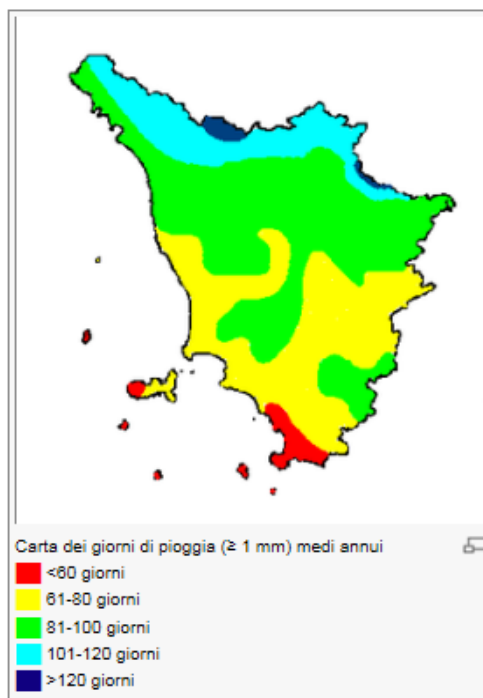 Carta dei giorni di pioggia (≥ 1 mm) medi annui
<60 giorni
61-80 giorni
81-100 giorni
101-120 giorni
>120 giorni